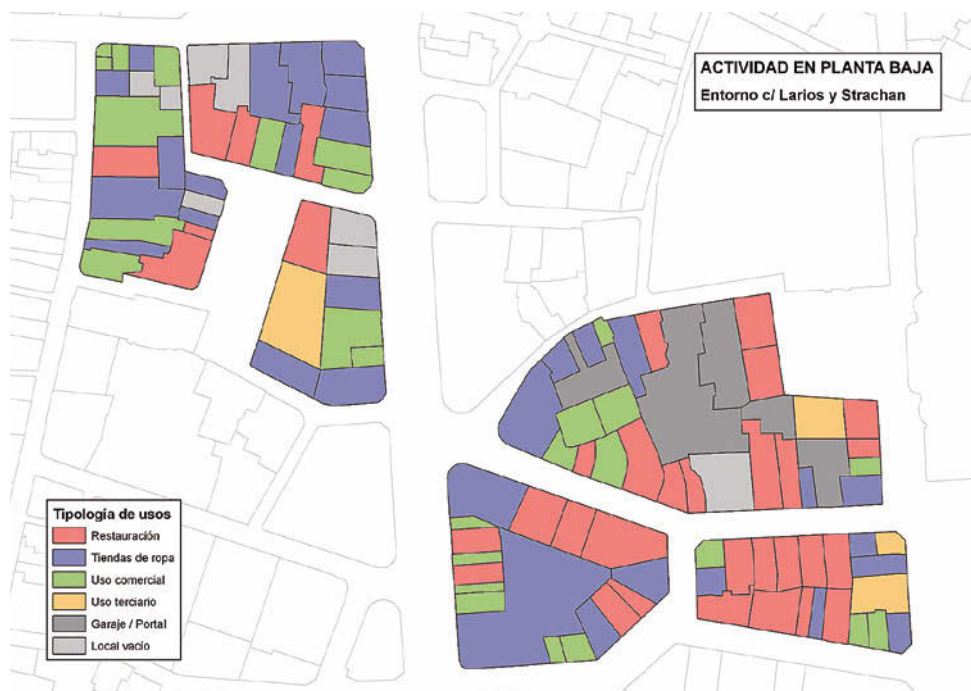 ACTIVIDAD EN PLANTA BAJA
Entorno c/ Larios y Strachan
Tipología de usos
Restauración
Tiendas de ropa
Uso comercial
Uso terciario
Garaje / Portal
Local vacío